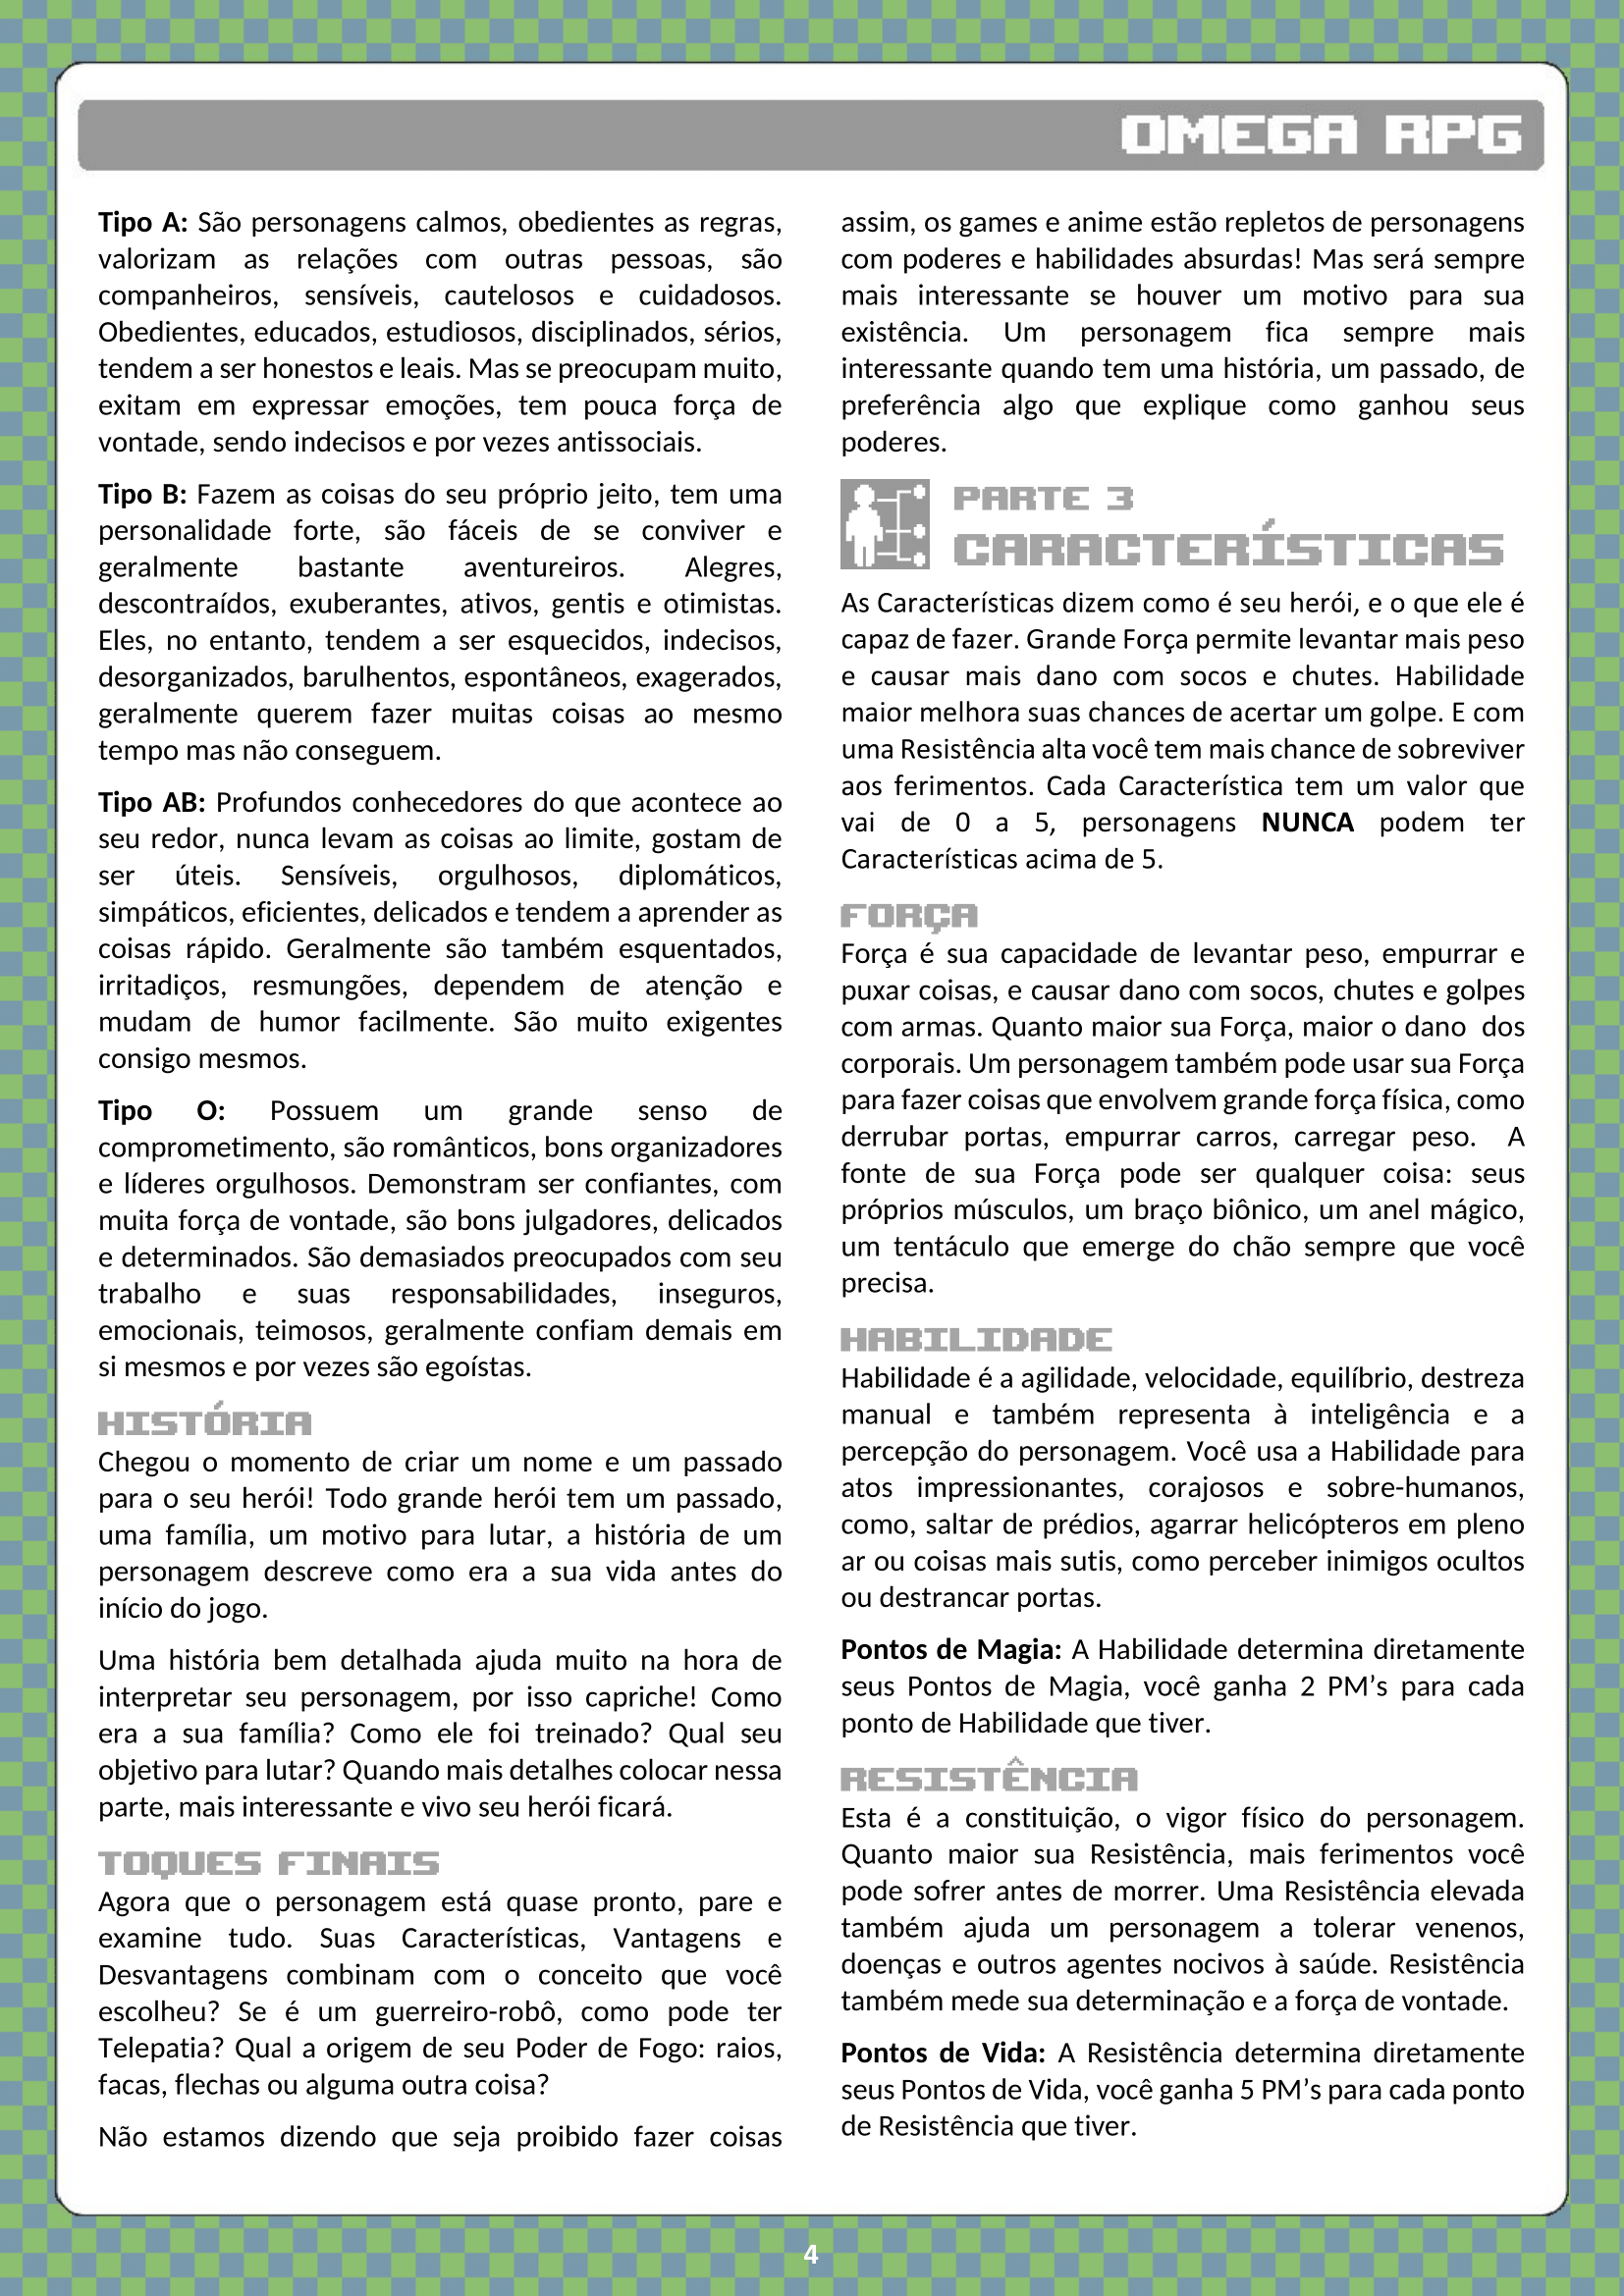 OMEGA RPG
Tipo A: São personagens calmos, obedientes as regras,
valorizam as relações com outras pessoas, são
companheiros, sensíveis, cautelosos e cuidadosos.
Obedientes, educados, estudiosos, disciplinados, sérios,
tendem a ser honestos e leais. Mas se preocupam muito,
exitam em expressar emoções, tem pouca força de
vontade, sendo indecisos e por vezes antissociais.
Tipo B: Fazem as coisas do seu próprio jeito, tem uma
personalidade forte, são fáceis de se conviver e
geralmente bastante aventureiros. Alegres,
descontraídos, exuberantes, ativos, gentis e otimistas.
Eles, no entanto, tendem a ser esquecidos, indecisos,
desorganizados, barulhentos, espontâneos, exagerados,
geralmente querem fazer muitas coisas ao mesmo
tempo mas não conseguem.
Tipo AB: Profundos conhecedores do que acontece ao
seu redor, nunca levam as coisas ao limite, gostam de
ser úteis. Sensíveis, orgulhosos, diplomáticos,
simpáticos, eficientes, delicados e tendem a aprender as
coisas rápido. Geralmente são também esquentados,
irritadiços, resmungões, dependem de atenção e
mudam de humor facilmente. São muito exigentes
consigo mesmos.
Tipo O: Possuem um grande senso de
comprometimento, são românticos, bons organizadores
e líderes orgulhosos. Demonstram ser confiantes, com
muita força de vontade, são bons julgadores, delicados
e determinados. São demasiados preocupados com seu
trabalho e suas responsabilidades, inseguros,
emocionais, teimosos, geralmente confiam demais em
si mesmos e por vezes são egoístas.
HISTÓRIA
Chegou o momento de criar um nome e um passado
para o seu herói! Todo grande herói tem um passado,
uma família, um motivo para lutar, a história de um
personagem descreve como era a sua vida antes do
início do jogo.
Uma história bem detalhada ajuda muito na hora de
interpretar seu personagem, por isso capriche! Como
era a sua família? Como ele foi treinado? Qual seu
objetivo para lutar? Quando mais detalhes colocar nessa
parte, mais interessante e vivo seu herói ficará.
TOQUES FINAIS
Agora que o personagem está quase pronto, pare e
examine tudo. Suas Características, Vantagens e
Desvantagens combinam com o conceito que você
escolheu? Se é um guerreiro-robô, como pode ter
Telepatia? Qual a origem de seu Poder de Fogo: raios,
facas, flechas ou alguma outra coisa?
Não estamos dizendo que seja proibido fazer coisas
assim, os games e anime estão repletos de personagens
com poderes e habilidades absurdas! Mas será sempre
mais interessante se houver um motivo para sua
existência. Um personagem fica sempre mais
interessante quando tem uma história, um passado, de
preferência algo que explique como ganhou seus
poderes.
PARTE 3
CARACTERÍSTICAS
As Características dizem como é seu herói, e o que ele é
capaz de fazer. Grande Força permite levantar mais peso
e causar mais dano com socos e chutes. Habilidade
maior melhora suas chances de acertar um golpe. E com
uma Resistência alta você tem mais chance de sobreviver
aos ferimentos. Cada Característica tem um valor que
vai de 0 a 5, personagens NUNCA podem ter
Características acima de 5.
FORÇA
Força é sua capacidade de levantar peso, empurrar e
puxar coisas, e causar dano com socos, chutes e golpes
com armas. Quanto maior sua Força, maior o dano dos
corporais. Um personagem também pode usar sua Força
para fazer coisas que envolvem grande força física, como
derrubar portas, empurrar carros, carregar peso. A
fonte de sua Força pode ser qualquer coisa: seus
próprios músculos, um braço biônico, um anel mágico,
um tentáculo que emerge do chão sempre que você
precisa.
HABILIDADE
Habilidade é a agilidade, velocidade, equilíbrio, destreza
manual e também representa à inteligência e a
percepção do personagem. Você usa a Habilidade para
atos impressionantes, corajosos e sobre-humanos,
como, saltar de prédios, agarrar helicópteros em pleno
ar ou coisas mais sutis, como perceber inimigos ocultos
ou destrancar portas.
Pontos de Magia: A Habilidade determina diretamente
seus Pontos de Magia, você ganha 2 PM’s para cada
ponto de Habilidade que tiver.
RESISTÊNCIA
Esta é a constituição, o vigor físico do personagem.
Quanto maior sua Resistência, mais ferimentos você
pode sofrer antes de morrer. Uma Resistência elevada
também ajuda um personagem a tolerar venenos,
doenças e outros agentes nocivos à saúde. Resistência
também mede sua determinação e a força de vontade.
Pontos de Vida: A Resistência determina diretamente
seus Pontos de Vida, você ganha 5 PM’s para cada ponto
de Resistência que tiver.
4